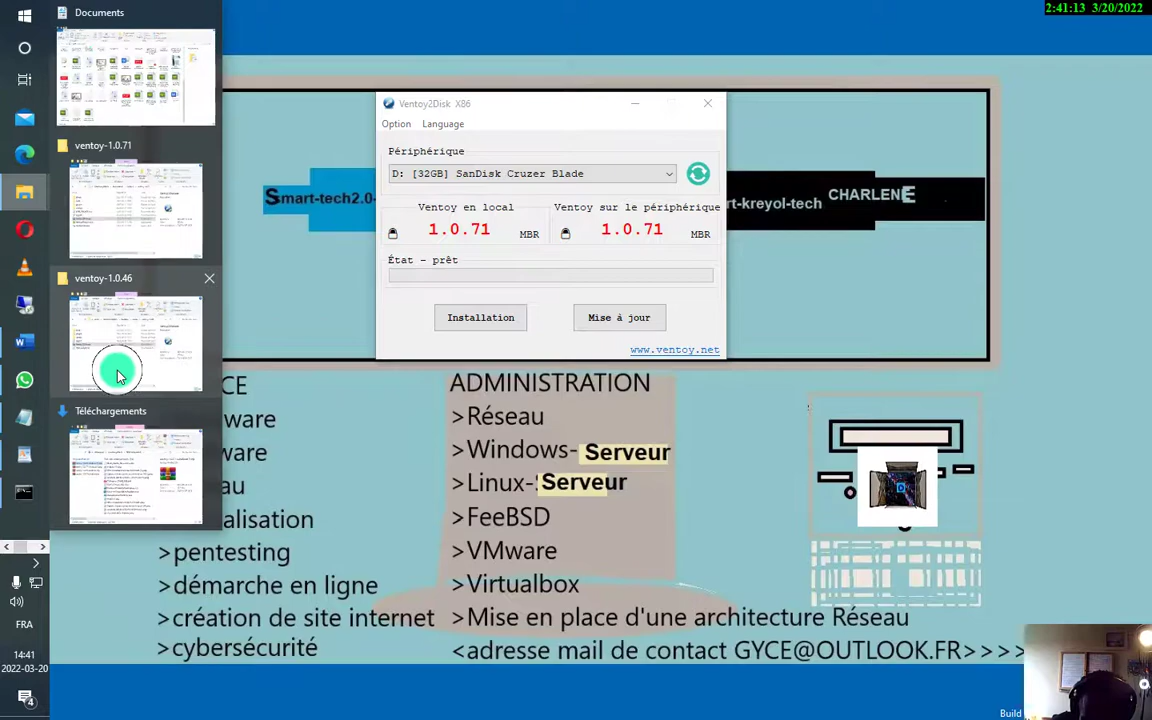 Documents
2:41:13 3/20/2022
ventoy-1.0.71
ventoy-1.0.46
Téléchargements
Ventoy2Disk X86
Option Language
Périphérique
D: [32GB] SanDisk Cruzer Blade
Ventoy en local
Ventoy sur le périphérique
1.0.71 MBR
1.0.71 MBR
État - prêt
Installation
Mise à jour
www.ventoy.net
Smart-tech2.0-
rt-kreyol-tech CHARLENE
CE
ware
ware
au
alisation
>pentesting
>démarche en ligne
>création de site internet
>cybersécurité
ADMINISTRATION
>Réseau
>Windows-Serveur
>Linux-Serveur
>FeeBSD
>VMware
>Virtualbox
>Mise en place d'une architecture Réseau
<adresse mail de contact GYCE@OUTLOOK.FR>>>>
FRA
14:41
2022-03-20
4
Build